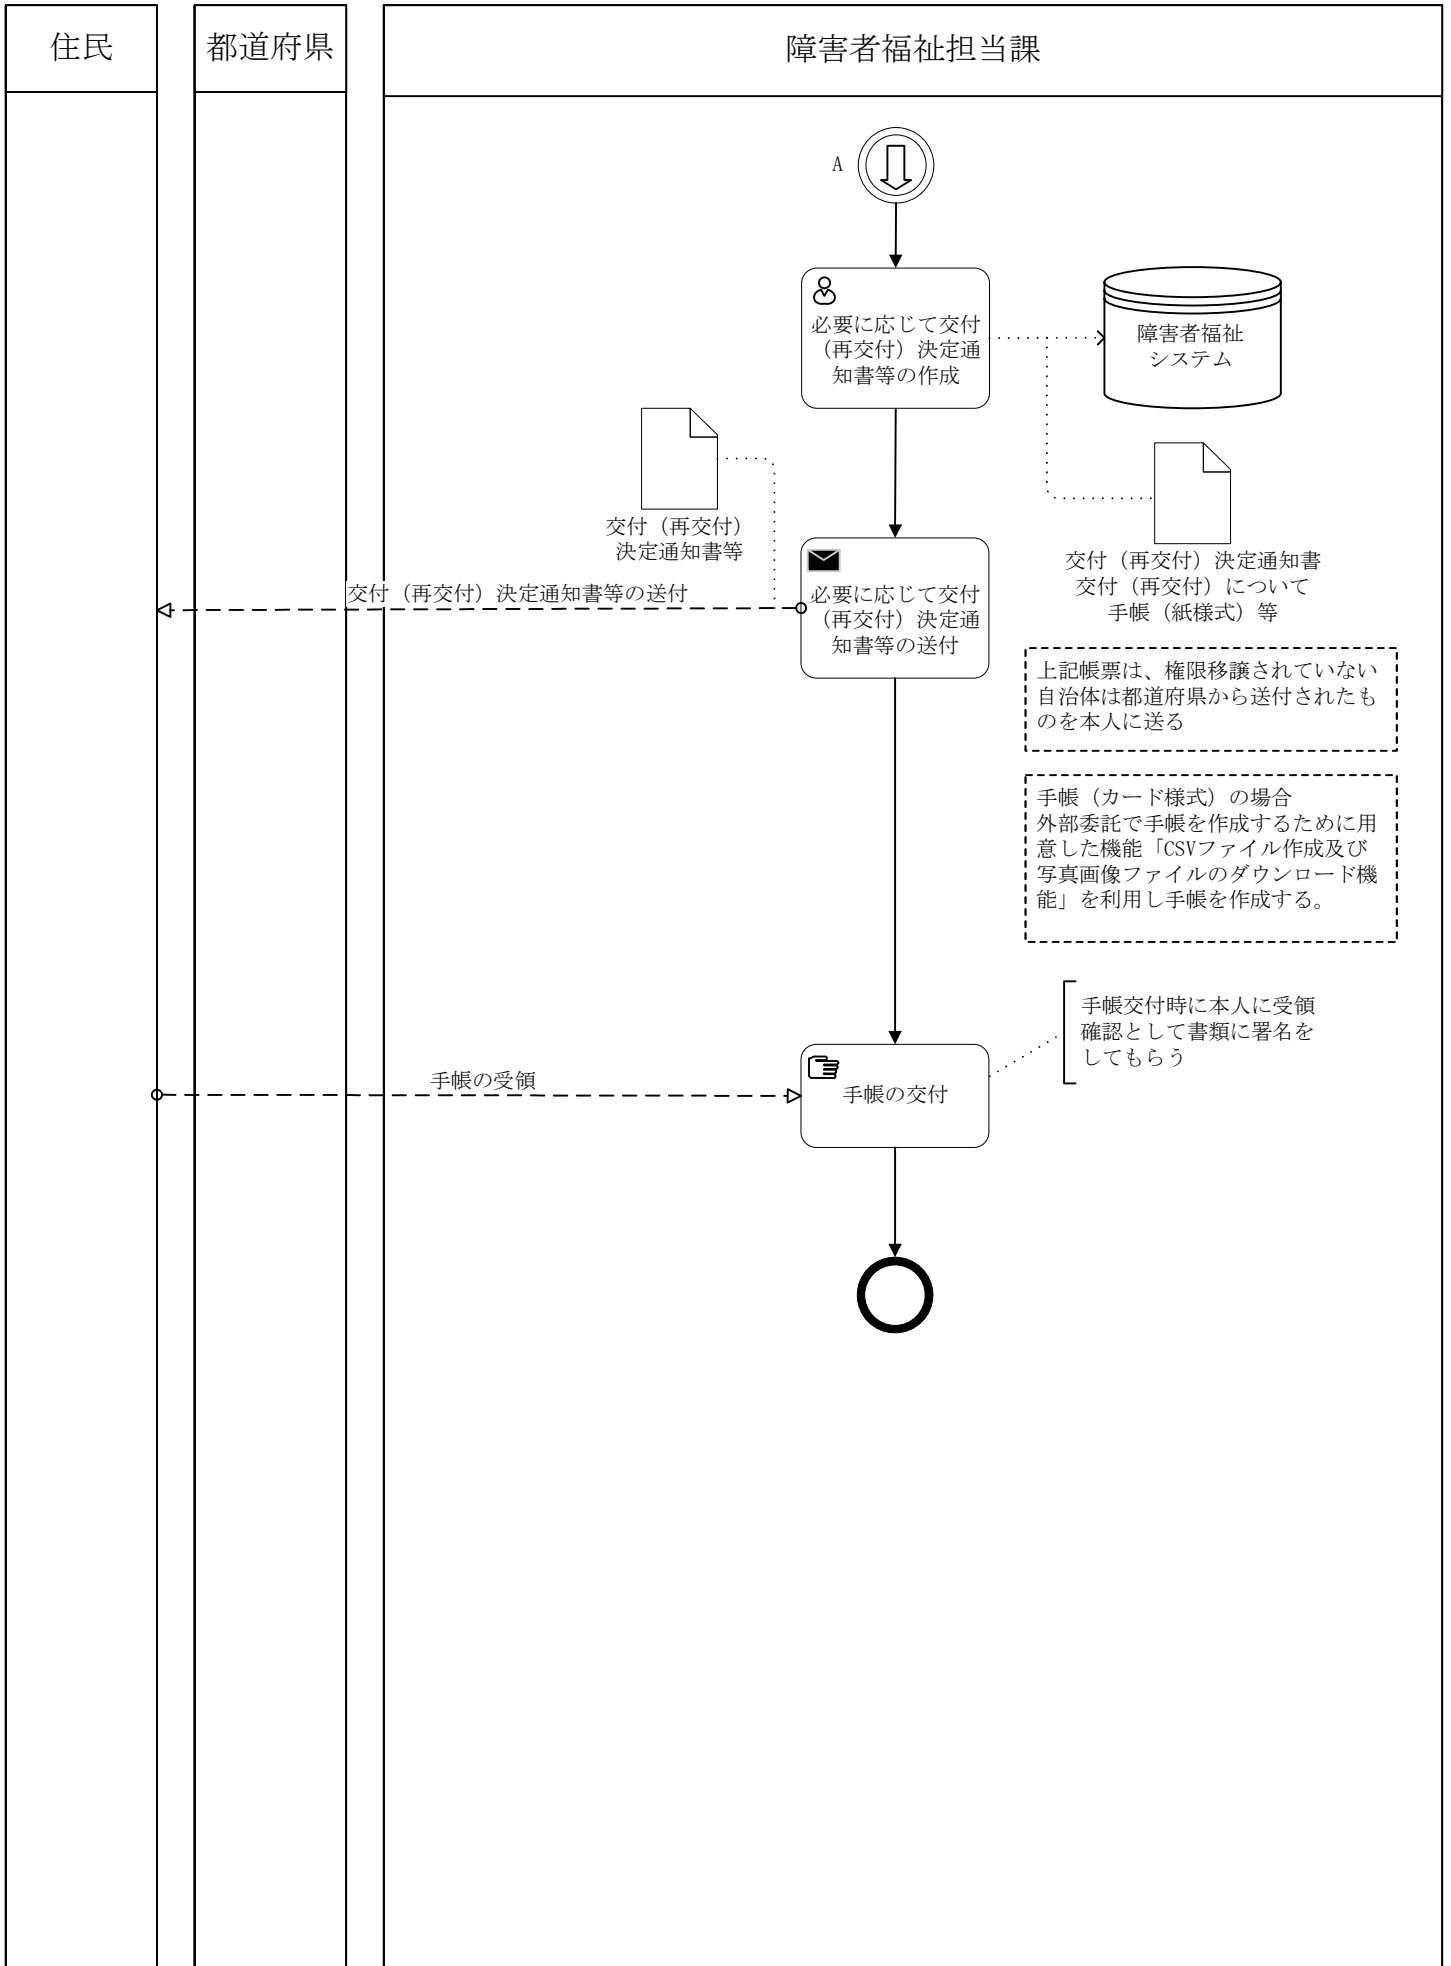 住民
都道府県
障害者福祉担当課
A
必要に応じて交付
（再交付）決定通
知書等の作成
障害者福祉
システム
交付（再交付）
決定通知書等
交付（再交付）決定通知書
交付（再交付）について
手帳（紙様式）等
交付（再交付）決定通知書等の送付
必要に応じて交付
（再交付）決定通
知書等の送付
上記帳票は、権限移譲されていない
自治体は都道府県から送付されたも
のを本人に送る
手帳（カード様式）の場合
外部委託で手帳を作成するために用
意した機能「CSVファイル作成及び
写真画像ファイルのダウンロード機
能」を利用し手帳を作成する。
手帳交付時に本人に受領
確認として書類に署名を
してもらう
手帳の受領
手帳の交付